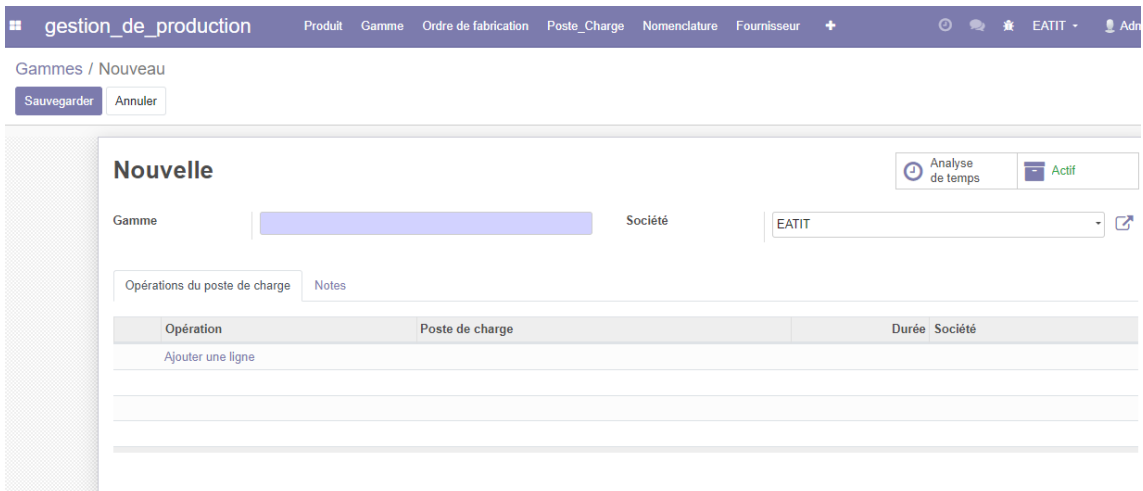 gestion_de_production Produit Gamme Ordre de fabrication Poste_Charge Nomenclature Fournisseur + EATIT Adm
Gammes / Nouveau
Sauvegarder Annuler
Nouvelle
Analyse de temps
Actif
Gamme Société EATIT
Opérations du poste de charge Notes
Opération Poste de charge Durée Société
Ajouter une ligne